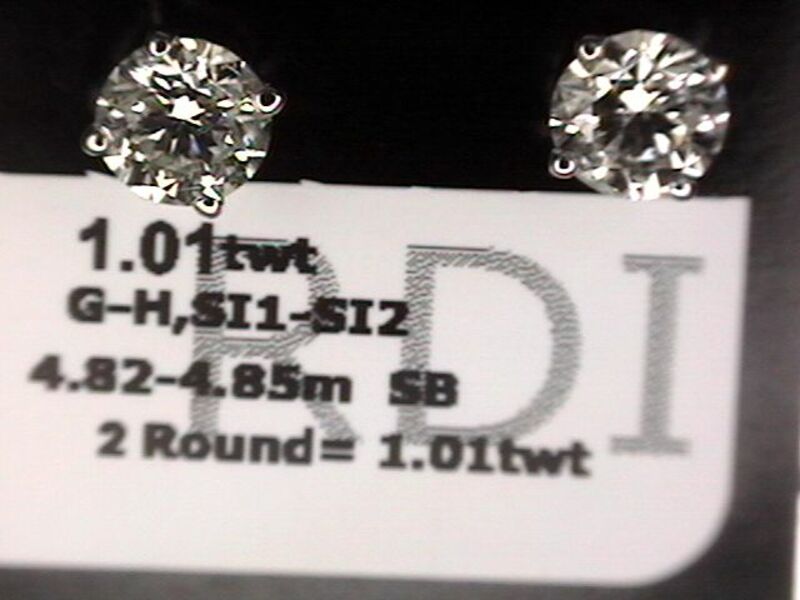 RDI
1.01twt
G-H,SI1-SI2
4.82-4.85m SB
2 Round= 1.01twt